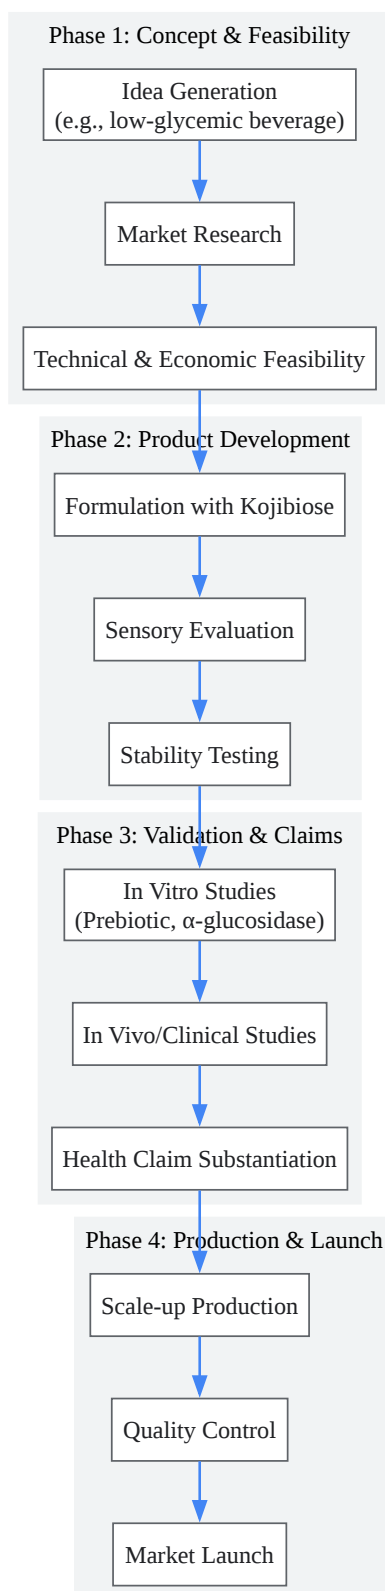 Phase 1: Concept & Feasibility
Idea Generation
(e.g., low-glycemic beverage)
Market Research
Technical & Economic Feasibility
Phase 2: Product Development
Formulation with Kojibiose
Sensory Evaluation
Stability Testing
Phase 3: Validation & Claims
In Vitro Studies
(Prebiotic, α-glucosidase)
In Vivo/Clinical Studies
Health Claim Substantiation
Phase 4: Production & Launch
Scale-up Production
Quality Control
Market Launch